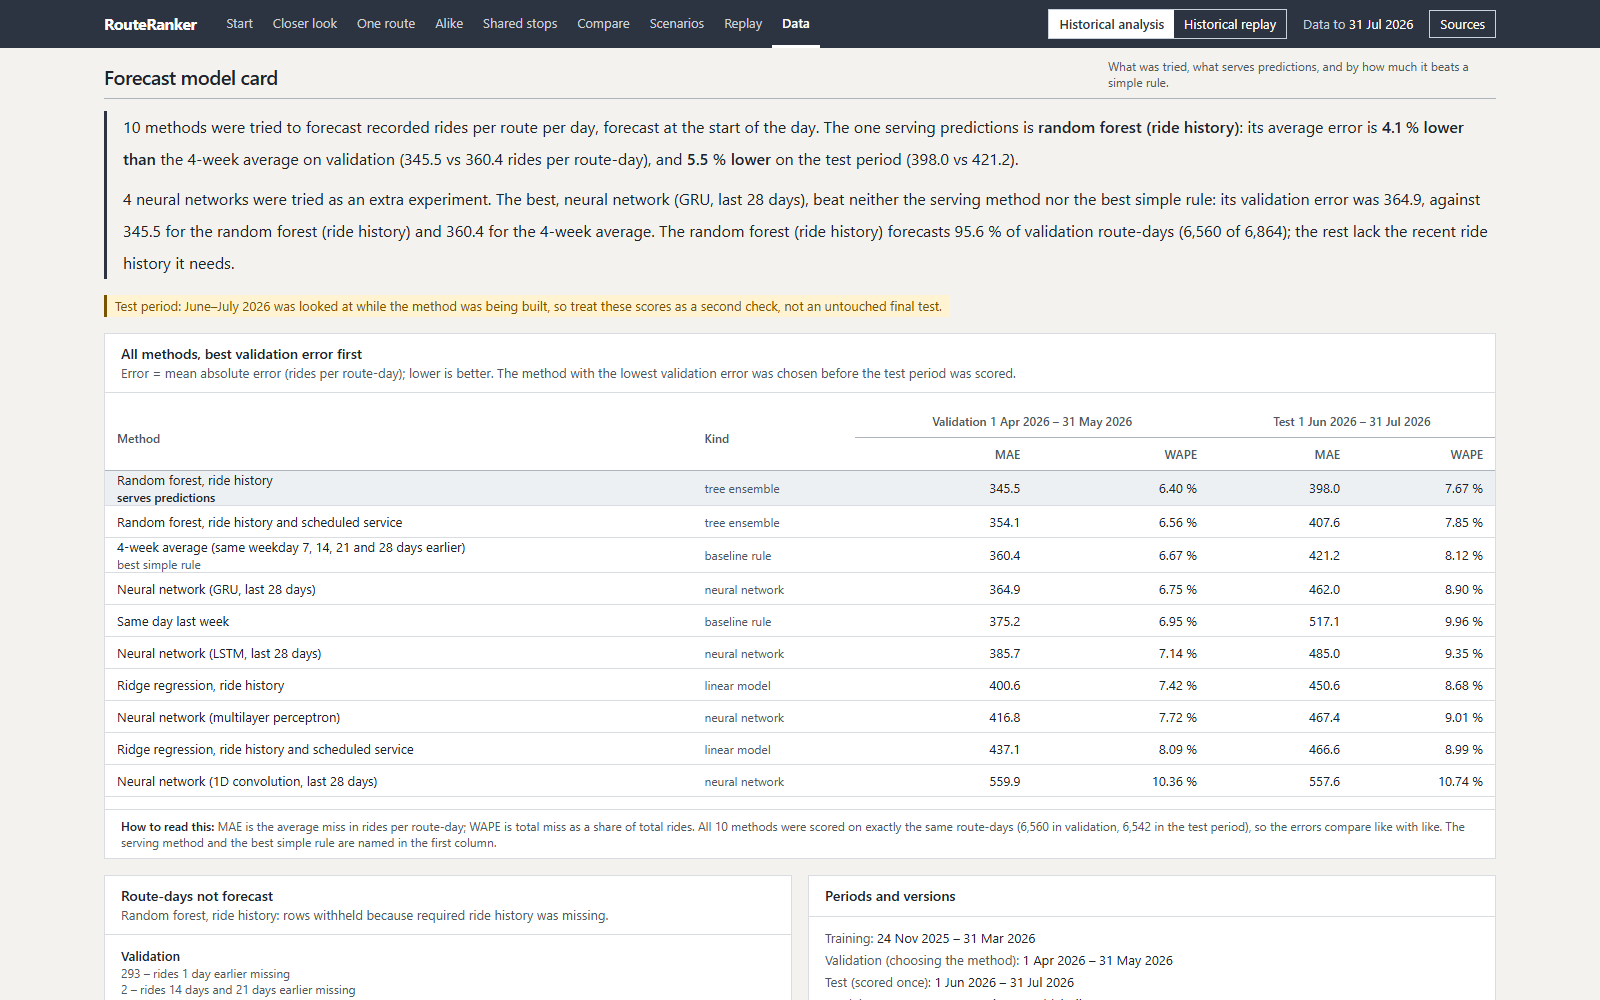 RouteRanker Start Closer look One route Alike Shared stops Compare Scenarios Replay Data Historical analysis Historical replay Data to 31 Jul 2026 Sources
Forecast model card
What was tried, what serves predictions, and by how much it beats a
simple rule.
10 methods were tried to forecast recorded rides per route per day, forecast at the start of the day. The one serving predictions is random forest (ride history): its average error is 4.1 % lower
than the 4-week average on validation (345.5 vs 360.4 rides per route-day), and 5.5 % lower on the test period (398.0 vs 421.2).
4 neural networks were tried as an extra experiment. The best, neural network (GRU, last 28 days), beat neither the serving method nor the best simple rule: its validation error was 364.9, against
345.5 for the random forest (ride history) and 360.4 for the 4-week average. The random forest (ride history) forecasts 95.6 % of validation route-days (6,560 of 6,864); the rest lack the recent ride
history it needs.
Test period: June–July 2026 was looked at while the method was being built, so treat these scores as a second check, not an untouched final test.
All methods, best validation error first
Error = mean absolute error (rides per route-day); lower is better. The method with the lowest validation error was chosen before the test period was scored.
Method Kind Validation 1 Apr 2026 – 31 May 2026 Test 1 Jun 2026 – 31 Jul 2026
MAE WAPE MAE WAPE
Random forest, ride history
serves predictions
tree ensemble 345.5 6.40 % 398.0 7.67 %
Random forest, ride history and scheduled service tree ensemble 354.1 6.56 % 407.6 7.85 %
4-week average (same weekday 7, 14, 21 and 28 days earlier)
best simple rule
baseline rule 360.4 6.67 % 421.2 8.12 %
Neural network (GRU, last 28 days) neural network 364.9 6.75 % 462.0 8.90 %
Same day last week baseline rule 375.2 6.95 % 517.1 9.96 %
Neural network (LSTM, last 28 days) neural network 385.7 7.14 % 485.0 9.35 %
Ridge regression, ride history linear model 400.6 7.42 % 450.6 8.68 %
Neural network (multilayer perceptron) neural network 416.8 7.72 % 467.4 9.01 %
Ridge regression, ride history and scheduled service linear model 437.1 8.09 % 466.6 8.99 %
Neural network (1D convolution, last 28 days) neural network 559.9 10.36 % 557.6 10.74 %
How to read this: MAE is the average miss in rides per route-day; WAPE is total miss as a share of total rides. All 10 methods were scored on exactly the same route-days (6,560 in validation, 6,542 in the test period), so the errors compare like with like. The
serving method and the best simple rule are named in the first column.
Route-days not forecast
Random forest, ride history: rows withheld because required ride history was missing.
Validation
293 – rides 1 day earlier missing
2 – rides 14 days and 21 days earlier missing
Periods and versions
Training: 24 Nov 2025 – 31 Mar 2026
Validation (choosing the method): 1 Apr 2026 – 31 May 2026
Test (scored once): 1 Jun 2026 – 31 Jul 2026